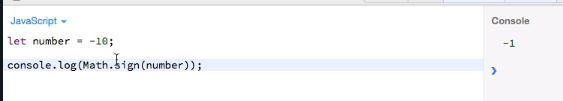 JavaScript
let number = -10;
console.log(Math.sign(number));
Console
-1